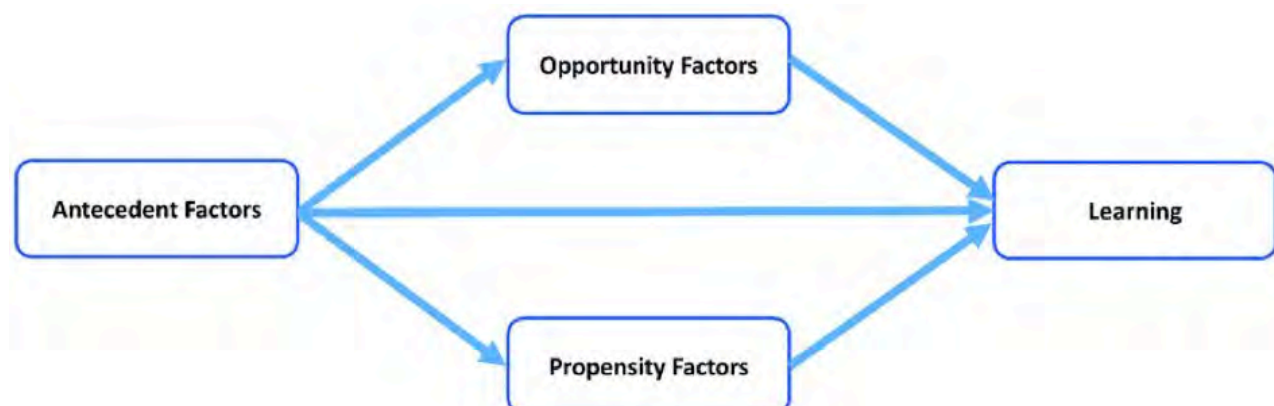 Opportunity Factors
Antecedent Factors
Learning
Propensity Factors